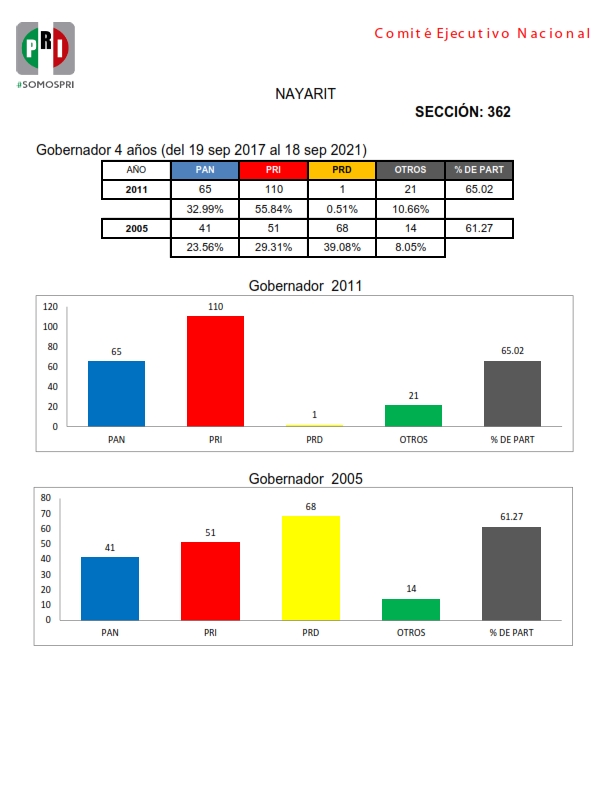 PRI
#SOMOSPRI
Comité Ejecutivo Nacional
NAYARIT
SECCIÓN: 362
Gobernador 4 años (del 19 sep 2017 al 18 sep 2021)
AÑO PAN PRI PRD OTROS % DE PART
2011 65 110 1 21 65.02
32.99% 55.84% 0.51% 10.66%
2005 41 51 68 14 61.27
23.56% 29.31% 39.08% 8.05%
Gobernador 2011
120
100
80
60
40
20
0
65
110
1
21
65.02
PAN PRI PRD OTROS % DE PART
Gobernador 2005
80
70
60
50
40
30
20
10
0
41
51
68
14
61.27
PAN PRI PRD OTROS % DE PART